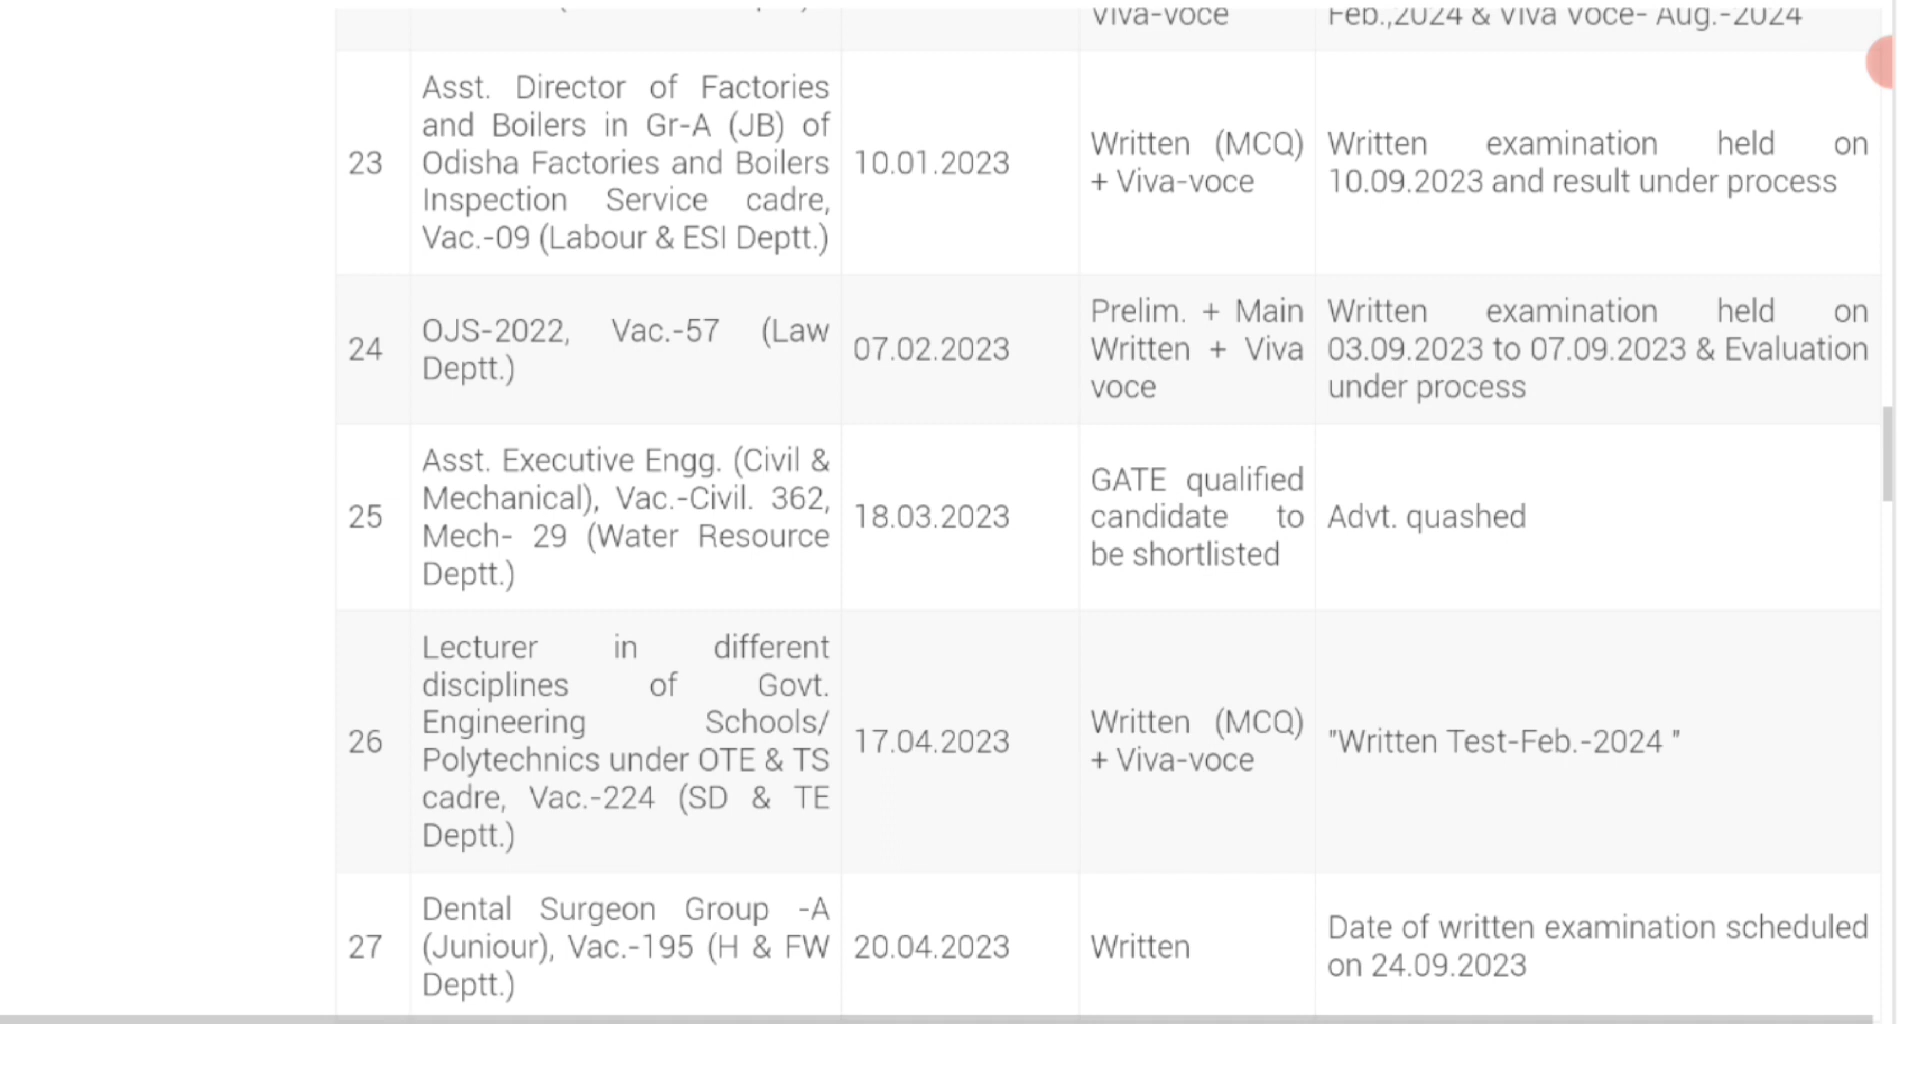 Viva-voce
Feb.,2024 & Viva Voce- Aug.-2024
23
Asst. Director of Factories
and Boilers in Gr-A (JB) of
Odisha Factories and Boilers
Inspection Service cadre,
Vac.-09 (Labour & ESI Deptt.)
10.01.2023
Written (MCQ)
+ Viva-voce
Written examination held on
10.09.2023 and result under process
24
OJS-2022, Vac.-57 (Law
Deptt.)
07.02.2023
Prelim. + Main
Written + Viva
voce
Written examination held on
03.09.2023 to 07.09.2023 & Evaluation
under process
25
Asst. Executive Engg. (Civil &
Mechanical), Vac.-Civil. 362,
Mech- 29 (Water Resource
Deptt.)
18.03.2023
GATE qualified
candidate to
be shortlisted
Advt. quashed
26
Lecturer in different
disciplines of Govt.
Engineering Schools/
Polytechnics under OTE & TS
cadre, Vac.-224 (SD & TE
Deptt.)
17.04.2023
Written (MCQ)
+ Viva-voce
"Written Test-Feb.-2024 "
27
Dental Surgeon Group -A
(Juniour), Vac.-195 (H & FW
Deptt.)
20.04.2023
Written
Date of written examination scheduled
on 24.09.2023